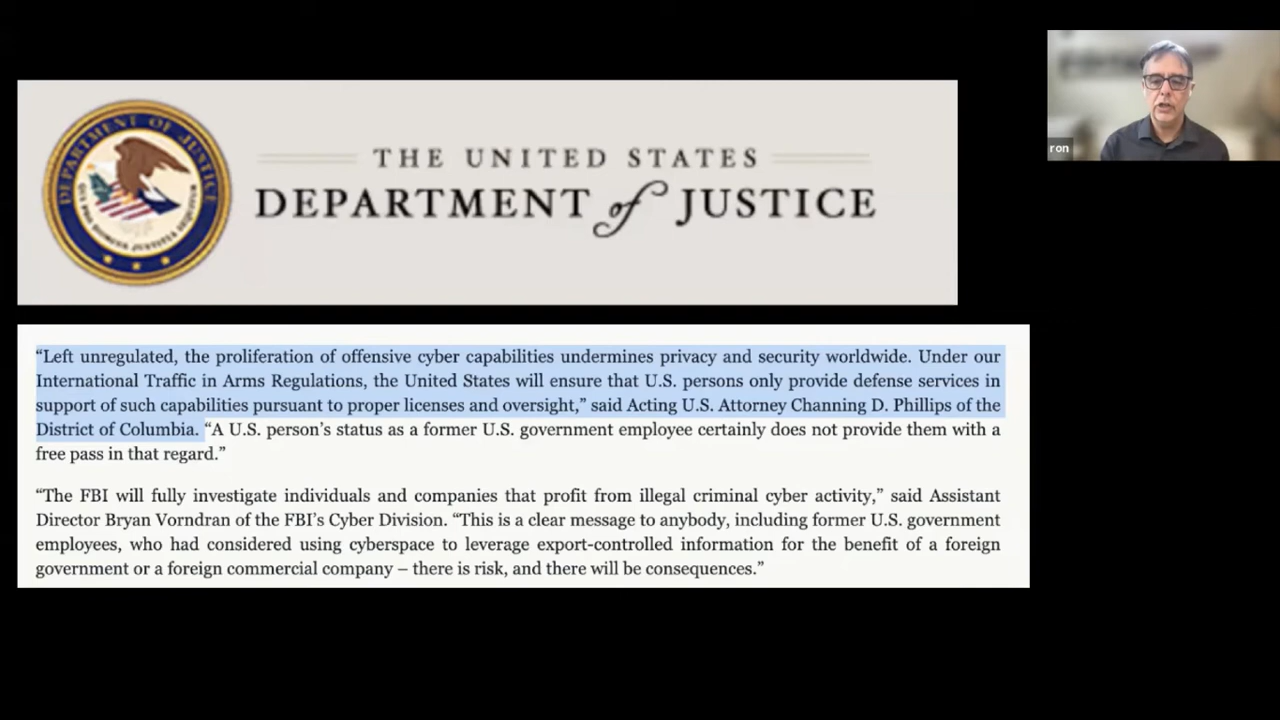 DEPARTMENT OF JUSTICE
THE UNITED STATES
DEPARTMENT of JUSTICE
ron
“Left unregulated, the proliferation of offensive cyber capabilities undermines privacy and security worldwide. Under our
International Traffic in Arms Regulations, the United States will ensure that U.S. persons only provide defense services in
support of such capabilities pursuant to proper licenses and oversight,” said Acting U.S. Attorney Channing D. Phillips of the
District of Columbia. “A U.S. person’s status as a former U.S. government employee certainly does not provide them with a
free pass in that regard.”
“The FBI will fully investigate individuals and companies that profit from illegal criminal cyber activity,” said Assistant
Director Bryan Vorndran of the FBI’s Cyber Division. “This is a clear message to anybody, including former U.S. government
employees, who had considered using cyberspace to leverage export-controlled information for the benefit of a foreign
government or a foreign commercial company – there is risk, and there will be consequences.”